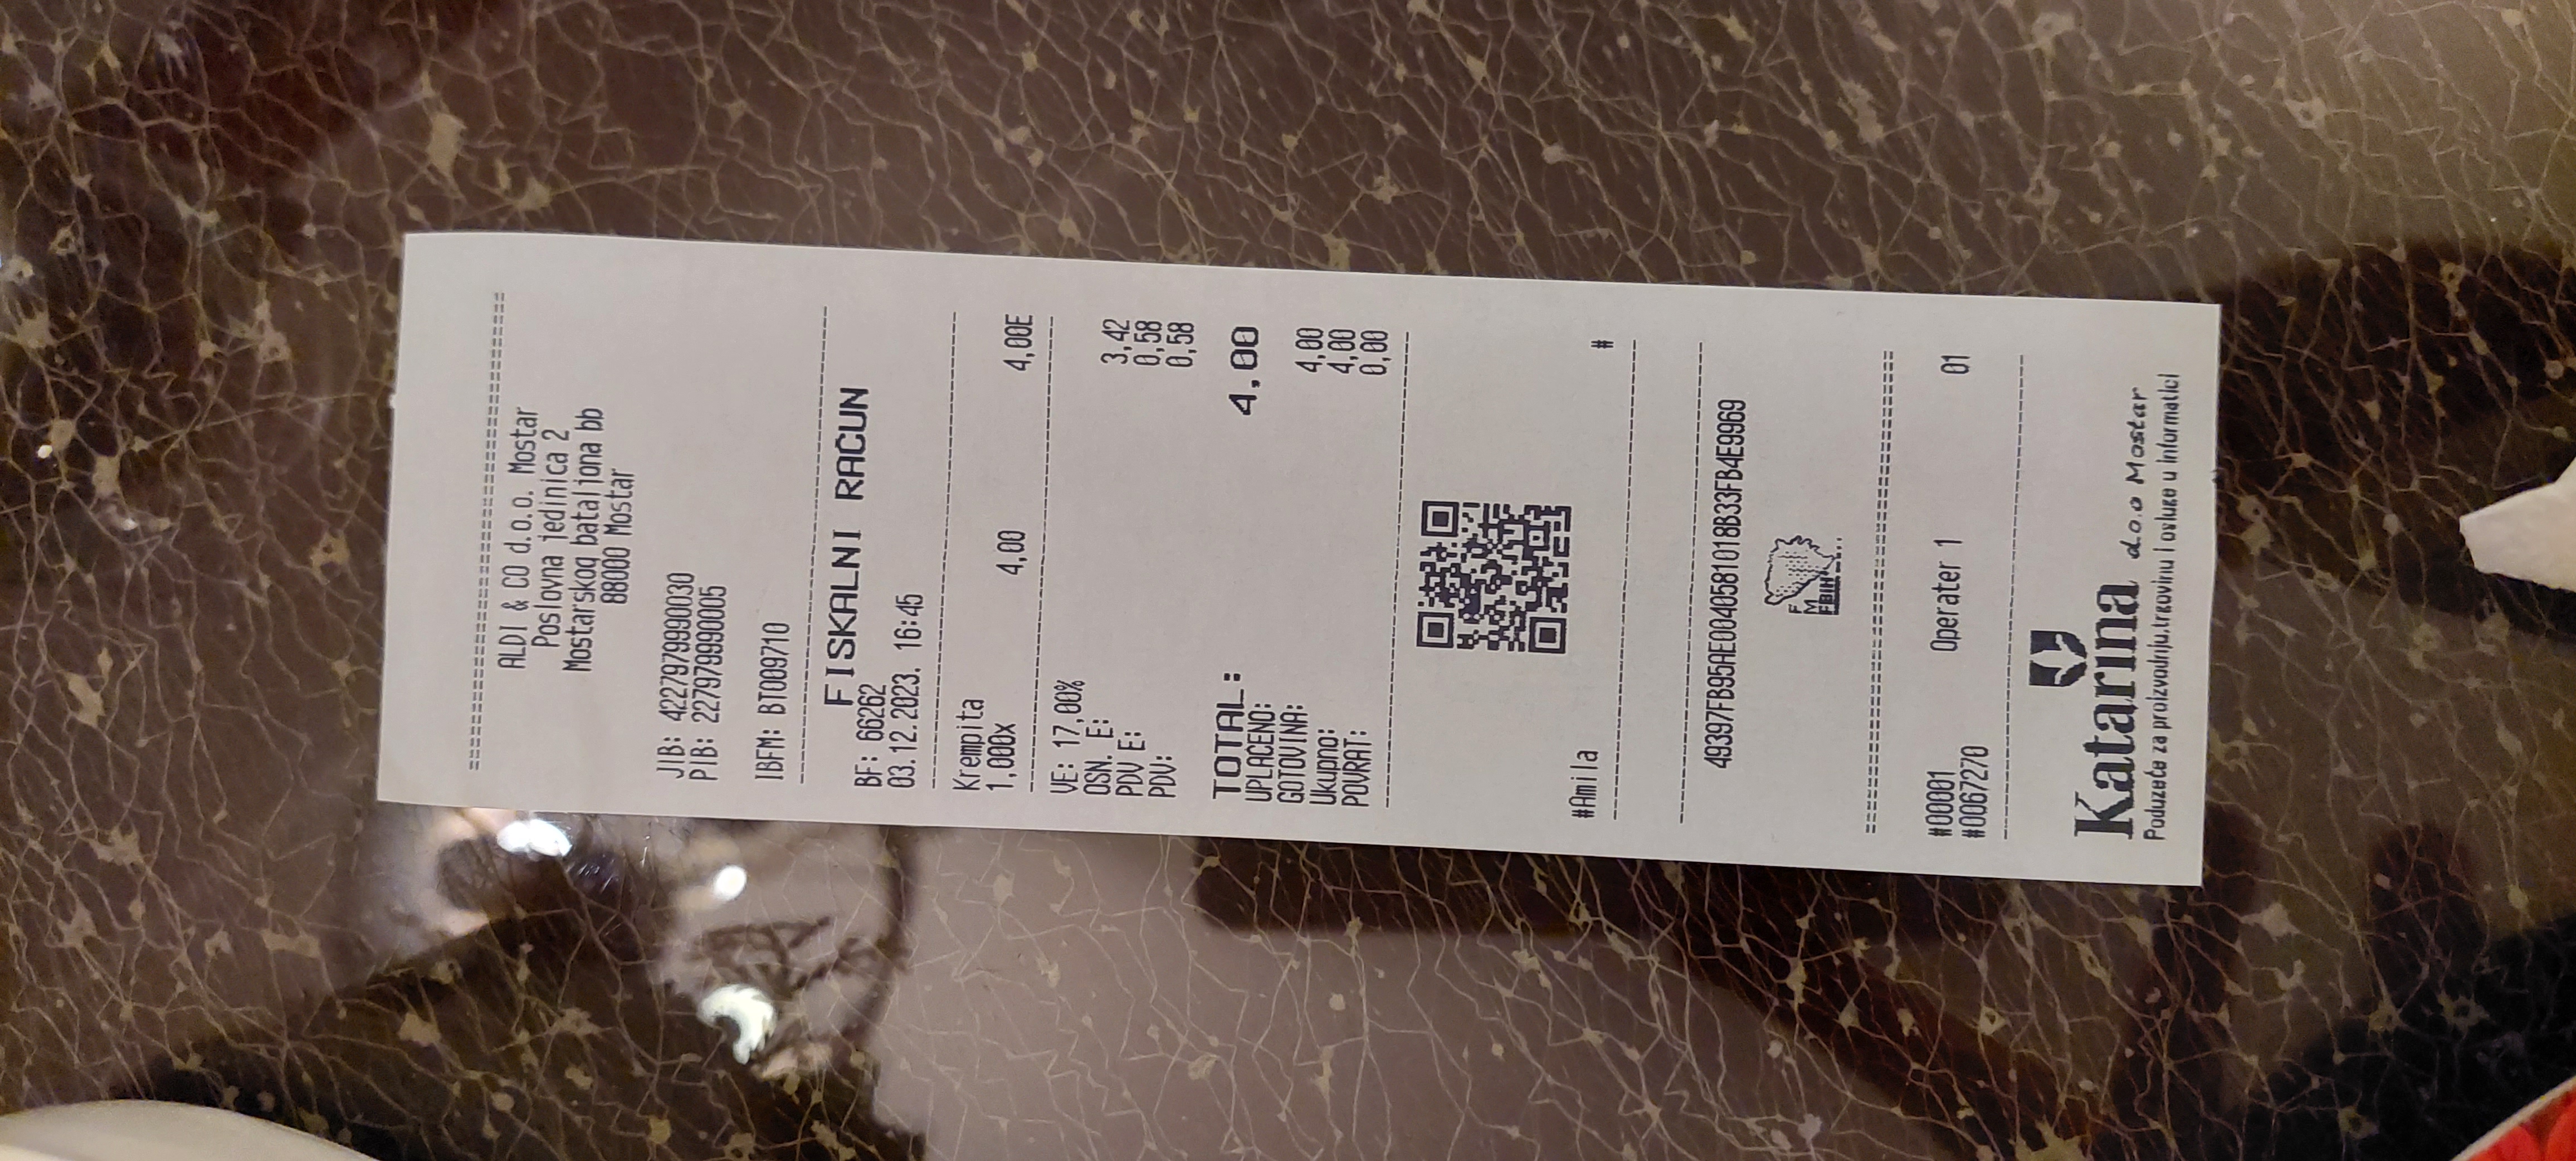 ========================================
ALDI & CO d.o.o. Mostar
Poslovna jedinica 2
Mostarskog bataljona bb
88000 Mostar
JIB: 4227979990030
PIB: 227979990005
IBFM: BT009710
FISKALNI RAČUN
BF: 66262
03.12.2023. 16:45
Krempita
1,000x 4,00 4,00E
VE: 17,00%
OSN. E: 3,42
PDV E: 0,58
PDV: 0,58
TOTAL: 4,00
UPLAĆENO:
GOTOVINA: 4,00
Ukupno: 4,00
POVRAT: 0,00
#Amila #
49397FB95AE0040581018B33FB4E9969
F
M
FBIH
========================================
#00001 Operater 1 01
#0067270
Katarina d.o.o Mostar
Poduzeće za proizvodnju,trgovinu i usluge u informatici